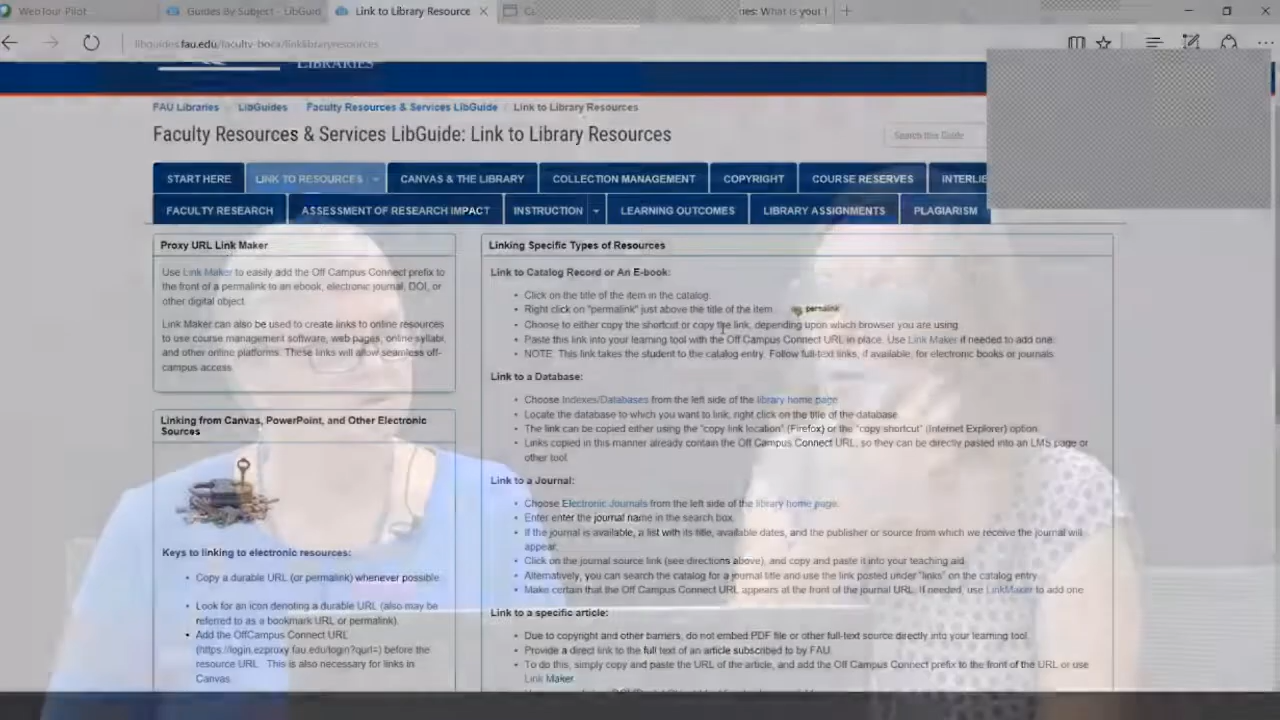 WebTour Pilot
Guides By Subject - LibGuid
Link to Library Resource
ies: What is your l
libguides.fau.edu/faculty-boca/linklibraryresources
LIBRARIES
FAU Libraries / LibGuides / Faculty Resources & Services LibGuide / Link to Library Resources
Faculty Resources & Services LibGuide: Link to Library Resources
Search this Guide
START HERE
LINK TO RESOURCES
CANVAS & THE LIBRARY
COLLECTION MANAGEMENT
COPYRIGHT
COURSE RESERVES
INTERLIE
FACULTY RESEARCH
ASSESSMENT OF RESEARCH IMPACT
INSTRUCTION
LEARNING OUTCOMES
LIBRARY ASSIGNMENTS
PLAGIARISM
Proxy URL Link Maker
Use Link Maker to easily add the Off Campus Connect prefix to
the front of a permalink to an ebook, electronic journal, DOI, or
other digital object.
Link Maker can also be used to create links to online resources
to use course management software, web pages, online syllabi,
and other online platforms. These links will allow seamless off-
campus access.
Linking from Canvas, PowerPoint, and Other Electronic
Sources
Keys to linking to electronic resources:
• Copy a durable URL (or permalink) whenever possible
• Look for an icon denoting a durable URL (also may be
referred to as a bookmark URL or permalink).
• Add the OffCampus Connect URL
(https://login.ezproxy.fau.edu/login?qurl=) before the
resource URL. This is also necessary for links in
Canvas.
Linking Specific Types of Resources
Link to Catalog Record or An E-book:
• Click on the title of the item in the catalog.
• Right click on "permalink" just above the title of the item. permalink
• Choose to either copy the shortcut or copy the link, depending upon which browser you are using.
• Paste this link into your learning tool with the Off Campus Connect URL in place. Use Link Maker if needed to add one.
• NOTE: This link takes the student to the catalog entry. Follow full-text links, if available, for electronic books or journals.
Link to a Database:
• Choose Indexes/Databases from the left side of the library home page.
• Locate the database to which you want to link, right click on the title of the database.
• The link can be copied either using the "copy link location" (Firefox) or the "copy shortcut" (Internet Explorer) option.
• Links copied in this manner already contain the Off Campus Connect URL, so they can be directly pasted into an LMS page or
other tool.
Link to a Journal:
• Choose Electronic Journals from the left side of the library home page.
• Enter enter the journal name in the search box.
• If the journal is available, a list with its title, available dates, and the publisher or source from which we receive the journal will
appear.
• Click on the journal source link (see directions above), and copy and paste it into your teaching aid.
• Alternatively, you can search the catalog for a journal title and use the link posted under "links" on the catalog entry.
• Make certain that the Off Campus Connect URL appears at the front of the journal URL. If needed, use LinkMaker to add one
Link to a specific article:
• Due to copyright and other barriers, do not embed PDF file or other full-text source directly into your learning tool.
• Provide a direct link to the full text of an article subscribed to by FAU.
• To do this, simply copy and paste the URL of the article, and add the Off Campus Connect prefix to the front of the URL or use
Link Maker.